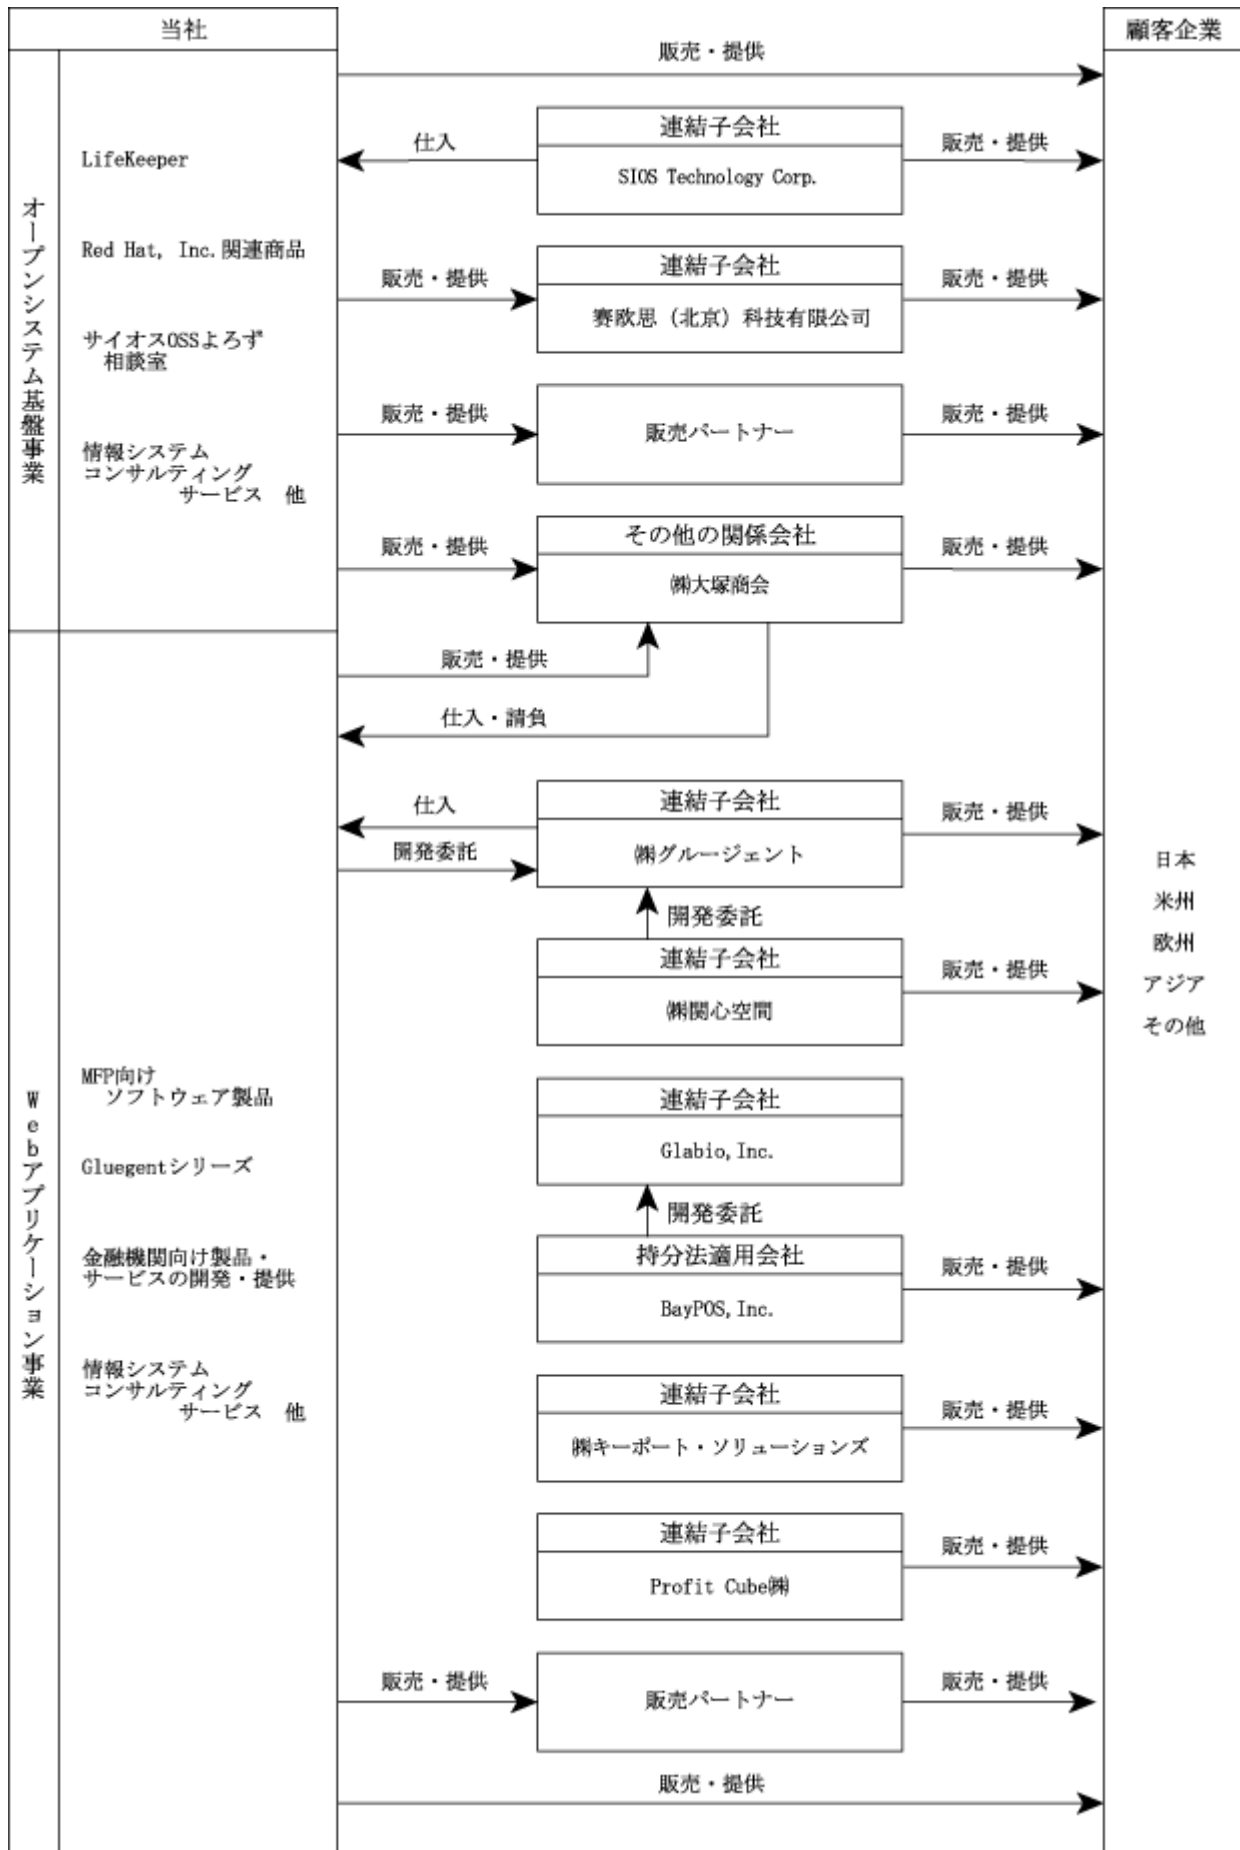 当社
顧客企業
オープンシステム基盤事業
LifeKeeper
Red Hat, Inc.関連商品
サイオスOSSよろず
相談室
情報システム
コンサルティング
サービス 他
販売・提供
仕入
連結子会社
SIOS Technology Corp.
販売・提供
販売・提供
連結子会社
賽欧思（北京）科技有限公司
販売・提供
販売・提供
販売パートナー
販売・提供
販売・提供
その他の関係会社
㈱大塚商会
販売・提供
販売・提供
仕入・請負
Webアプリケーション事業
MFP向け
ソフトウェア製品
Gluegentシリーズ
金融機関向け製品・
サービスの開発・提供
情報システム
コンサルティング
サービス 他
仕入
開発委託
連結子会社
㈱グルージェント
販売・提供
開発委託
連結子会社
㈱関心空間
販売・提供
連結子会社
Glabio,Inc.
開発委託
持分法適用会社
BayPOS,Inc.
販売・提供
連結子会社
㈱キーポート・ソリューションズ
販売・提供
連結子会社
Profit Cube㈱
販売・提供
販売・提供
販売パートナー
販売・提供
販売・提供
日本
米州
欧州
アジア
その他